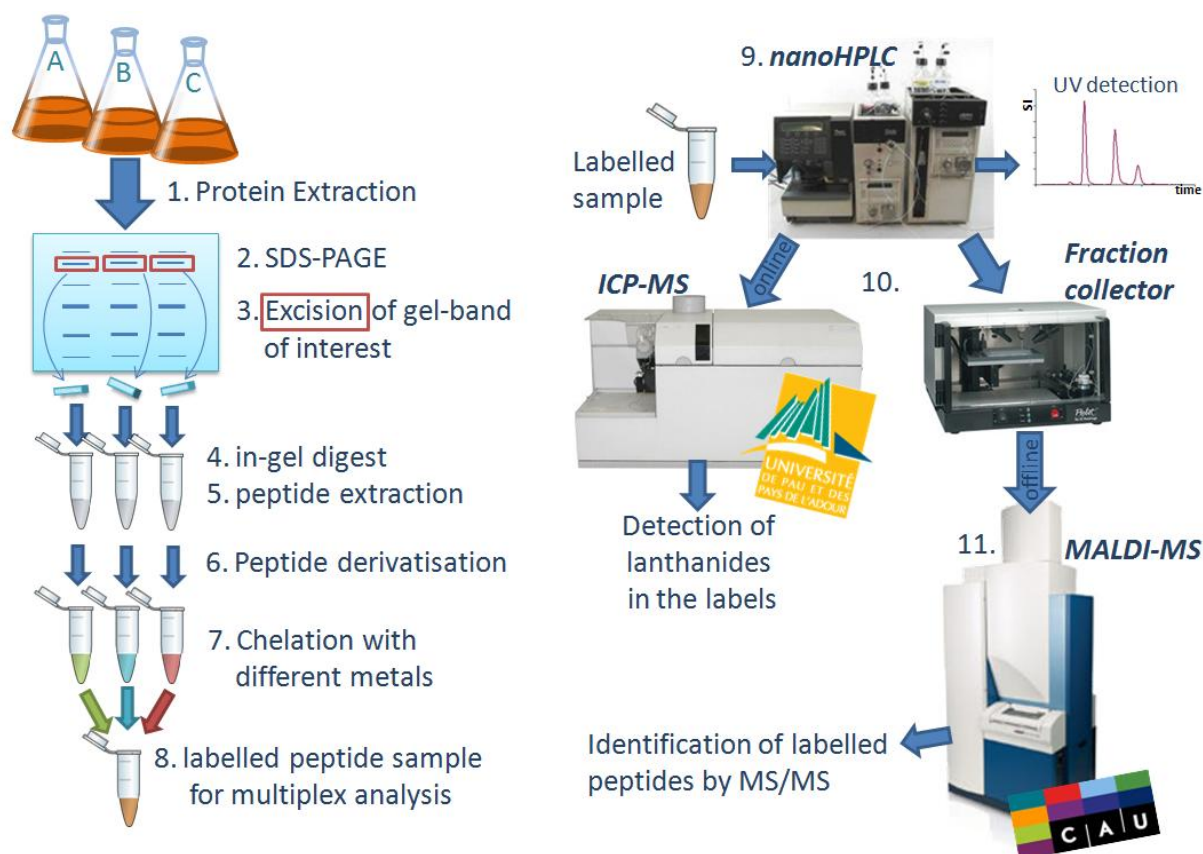 A
B
C
1. Protein Extraction
2. SDS-PAGE
3. Excision of gel-band
of interest
4. in-gel digest
5. peptide extraction
6. Peptide derivatisation
7. Chelation with
different metals
8. labelled peptide sample
for multiplex analysis
9. nanoHPLC
Labelled
sample
UV detection
SI
time
online
ICP-MS
10.
Fraction
collector
UNIVERSITÉ
DE PAU ET DES
PAYS DE L'ADOUR
Detection of
lanthanides
in the labels
offline
11.
MALDI-MS
Identification of labelled
peptides by MS/MS
C|A|U